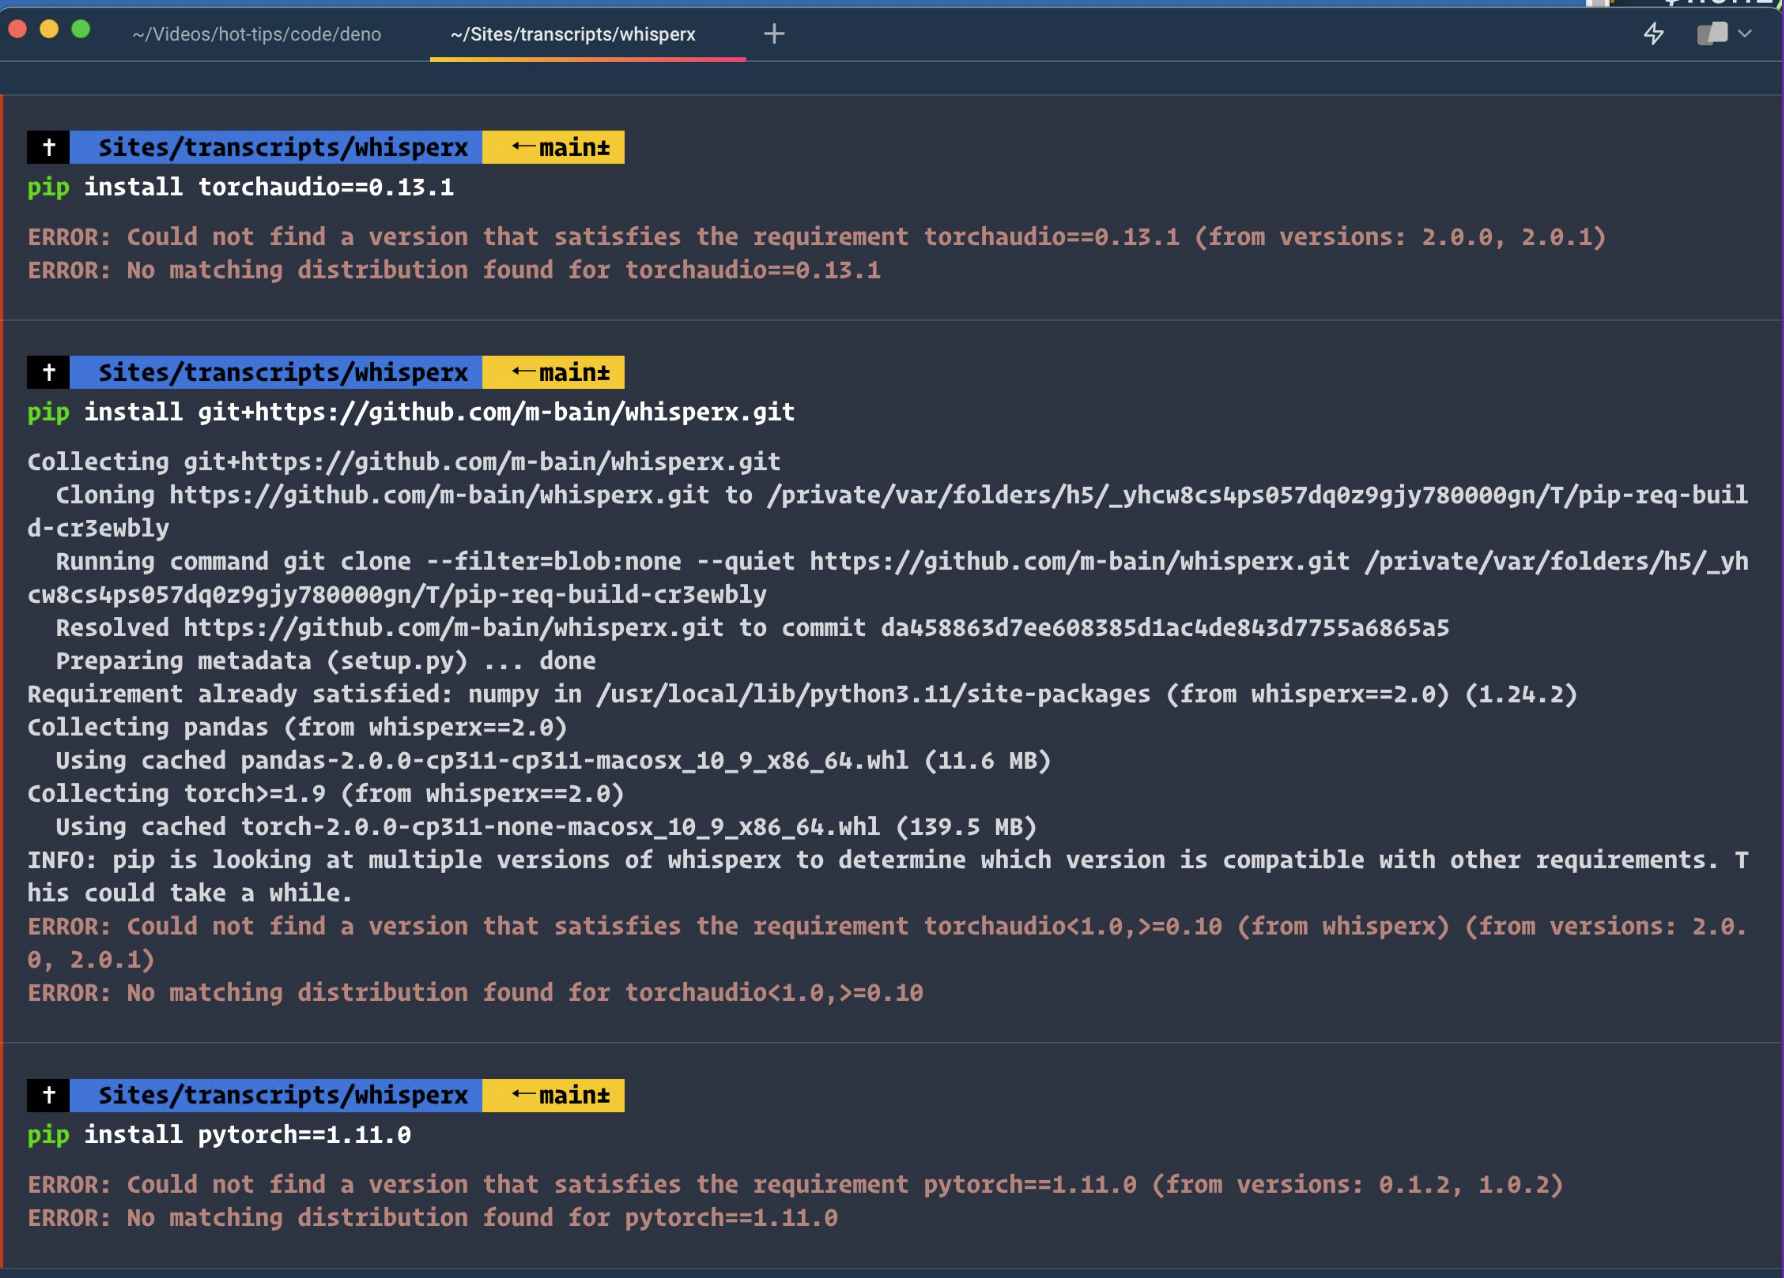 ~/Videos/hot-tips/code/deno
~/Sites/transcripts/whisperx
+
† Sites/transcripts/whisperx ←main±
pip install torchaudio==0.13.1
ERROR: Could not find a version that satisfies the requirement torchaudio==0.13.1 (from versions: 2.0.0, 2.0.1)
ERROR: No matching distribution found for torchaudio==0.13.1
† Sites/transcripts/whisperx ←main±
pip install git+https://github.com/m-bain/whisperx.git
Collecting git+https://github.com/m-bain/whisperx.git
Cloning https://github.com/m-bain/whisperx.git to /private/var/folders/h5/_yhcw8cs4ps057dq0z9gjy780000gn/T/pip-req-buil
d-cr3ewbly
Running command git clone --filter=blob:none --quiet https://github.com/m-bain/whisperx.git /private/var/folders/h5/_yh
cw8cs4ps057dq0z9gjy780000gn/T/pip-req-build-cr3ewbly
Resolved https://github.com/m-bain/whisperx.git to commit da458863d7ee608385d1ac4de843d7755a6865a5
Preparing metadata (setup.py) ... done
Requirement already satisfied: numpy in /usr/local/lib/python3.11/site-packages (from whisperx==2.0) (1.24.2)
Collecting pandas (from whisperx==2.0)
Using cached pandas-2.0.0-cp311-cp311-macosx_10_9_x86_64.whl (11.6 MB)
Collecting torch>=1.9 (from whisperx==2.0)
Using cached torch-2.0.0-cp311-none-macosx_10_9_x86_64.whl (139.5 MB)
INFO: pip is looking at multiple versions of whisperx to determine which version is compatible with other requirements. T
his could take a while.
ERROR: Could not find a version that satisfies the requirement torchaudio<1.0,>=0.10 (from whisperx) (from versions: 2.0.
0, 2.0.1)
ERROR: No matching distribution found for torchaudio<1.0,>=0.10
† Sites/transcripts/whisperx ←main±
pip install pytorch==1.11.0
ERROR: Could not find a version that satisfies the requirement pytorch==1.11.0 (from versions: 0.1.2, 1.0.2)
ERROR: No matching distribution found for pytorch==1.11.0